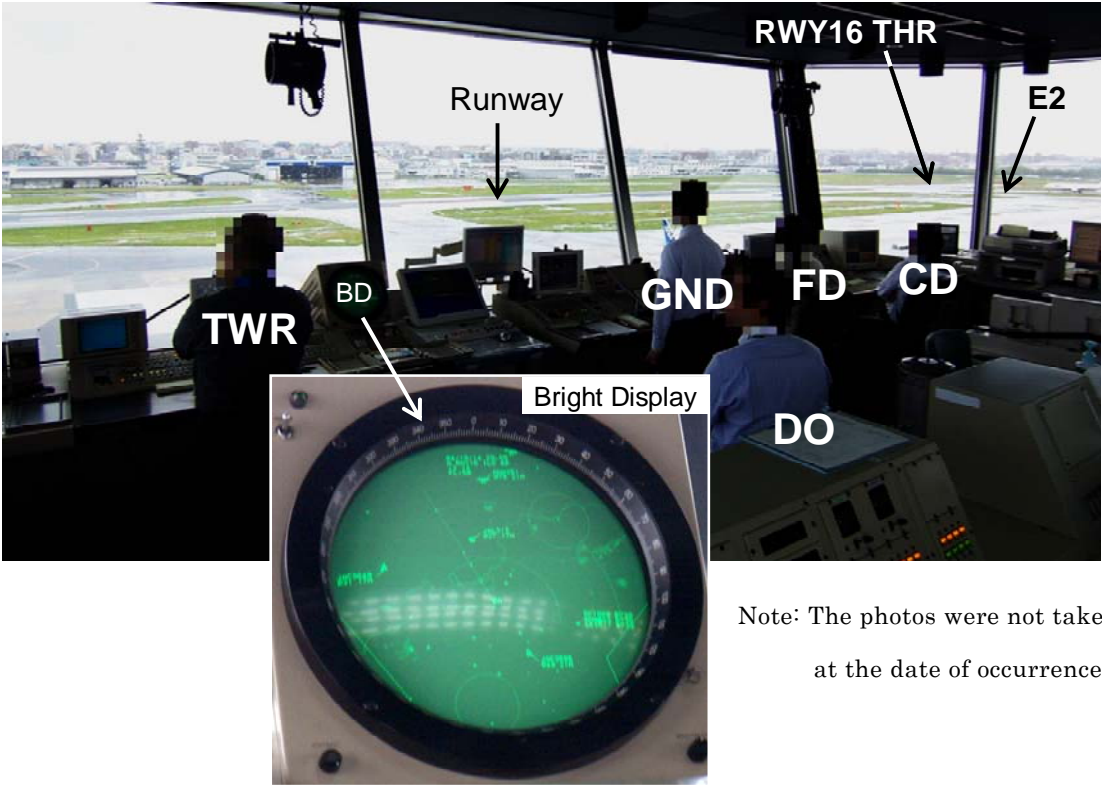 RWY16 THR
Runway
E2
GND
FD
CD
BD
TWR
Bright Display
DO
Note: The photos were not take
at the date of occurrence